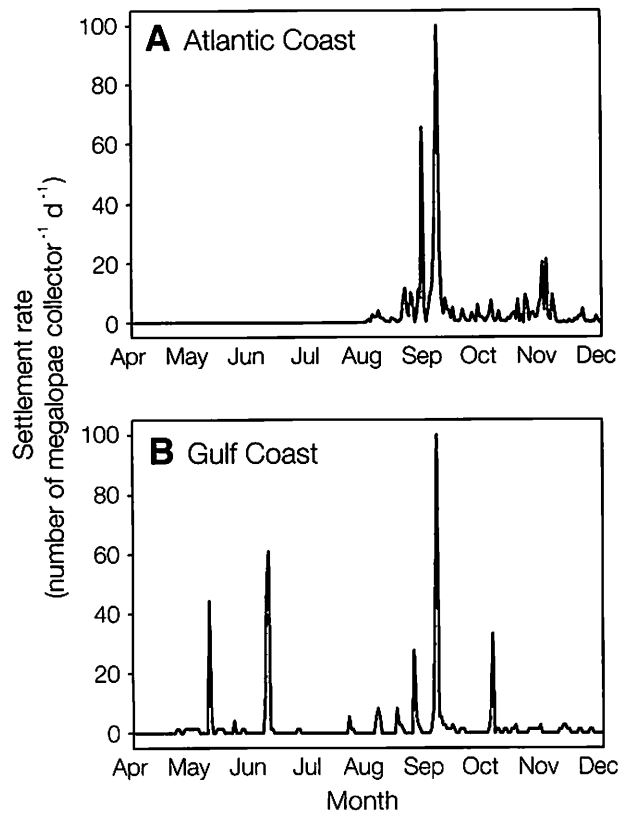 A Atlantic Coast
100
80
60
40
20
0
Apr May Jun Jul Aug Sep Oct Nov Dec
Settlement rate
(number of megalopae collector⁻¹ d⁻¹)
B Gulf Coast
100
80
60
40
20
0
Apr May Jun Jul Aug Sep Oct Nov Dec
Month